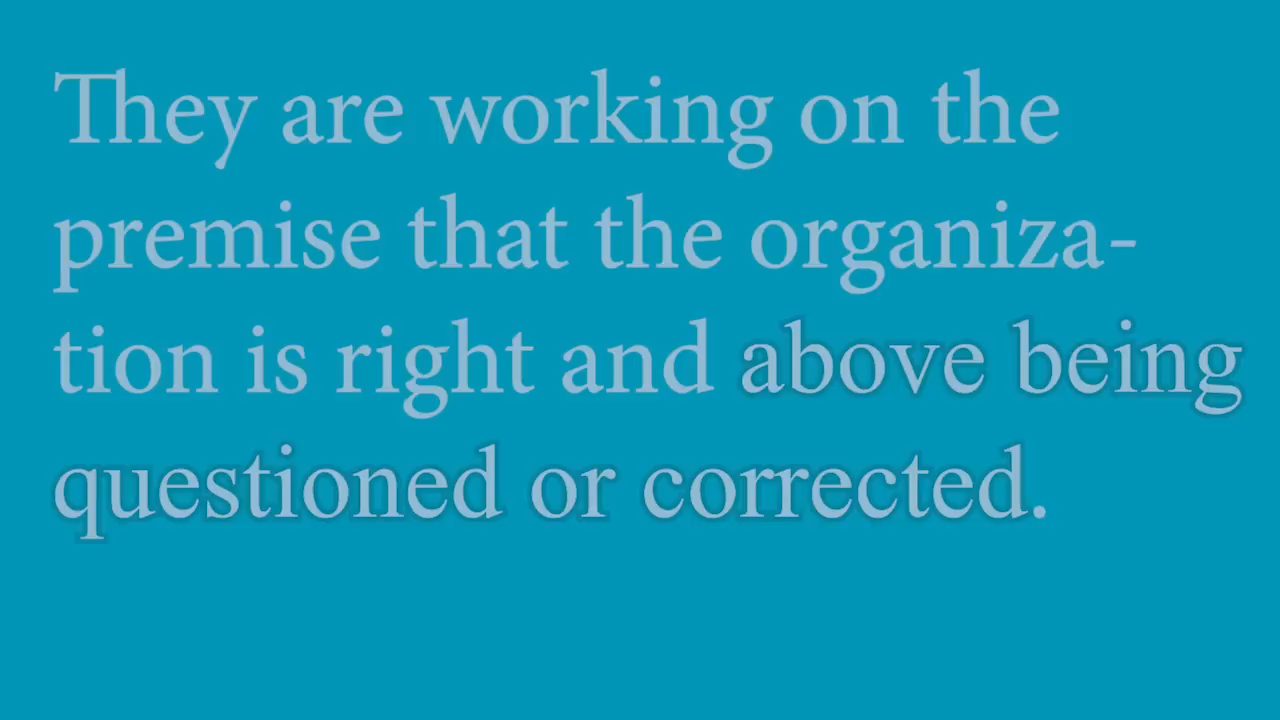 They are working on the
premise that the organiza-
tion is right and above being
questioned or corrected.